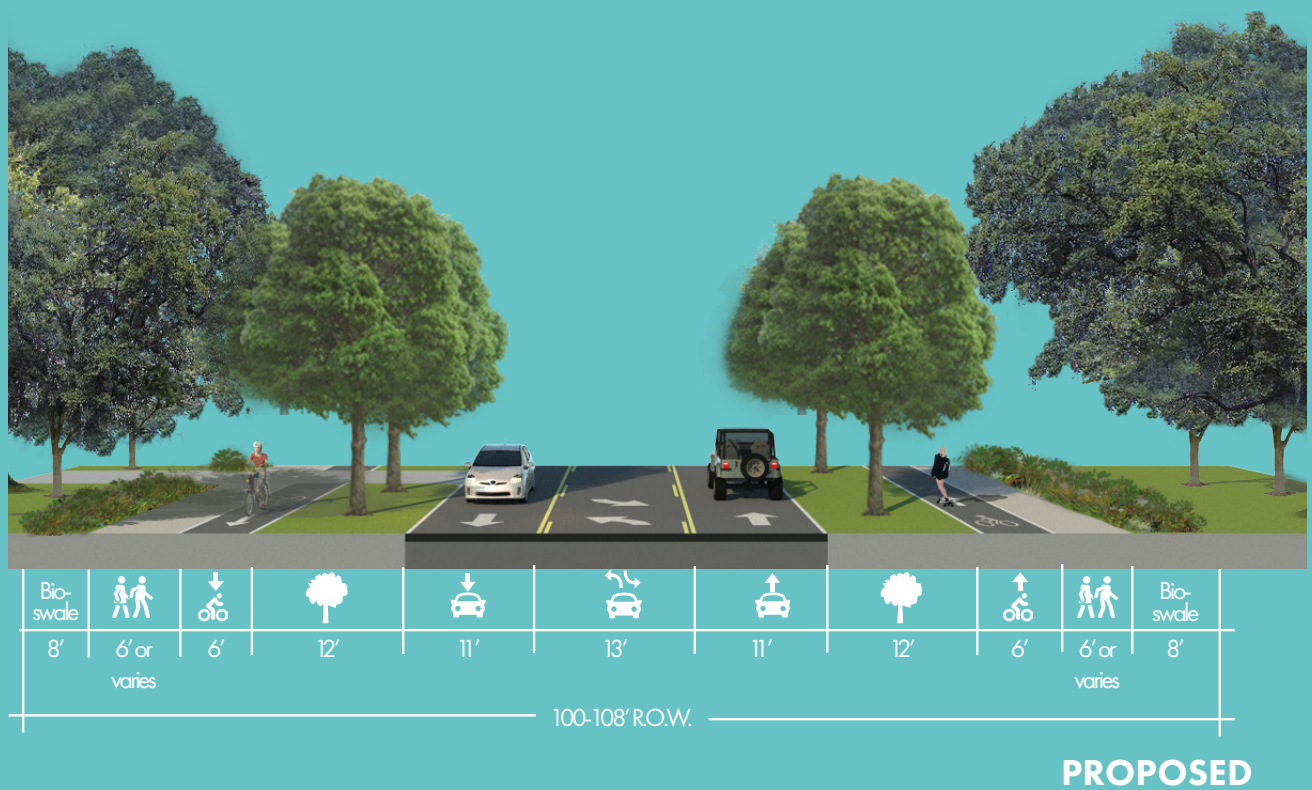 Bio-
swale
Bio-
swale
8’
6’ or
varies
6’
12’
11’
13’
11’
12’
6’
6’ or
varies
8’
100-108’ R.O.W.
PROPOSED